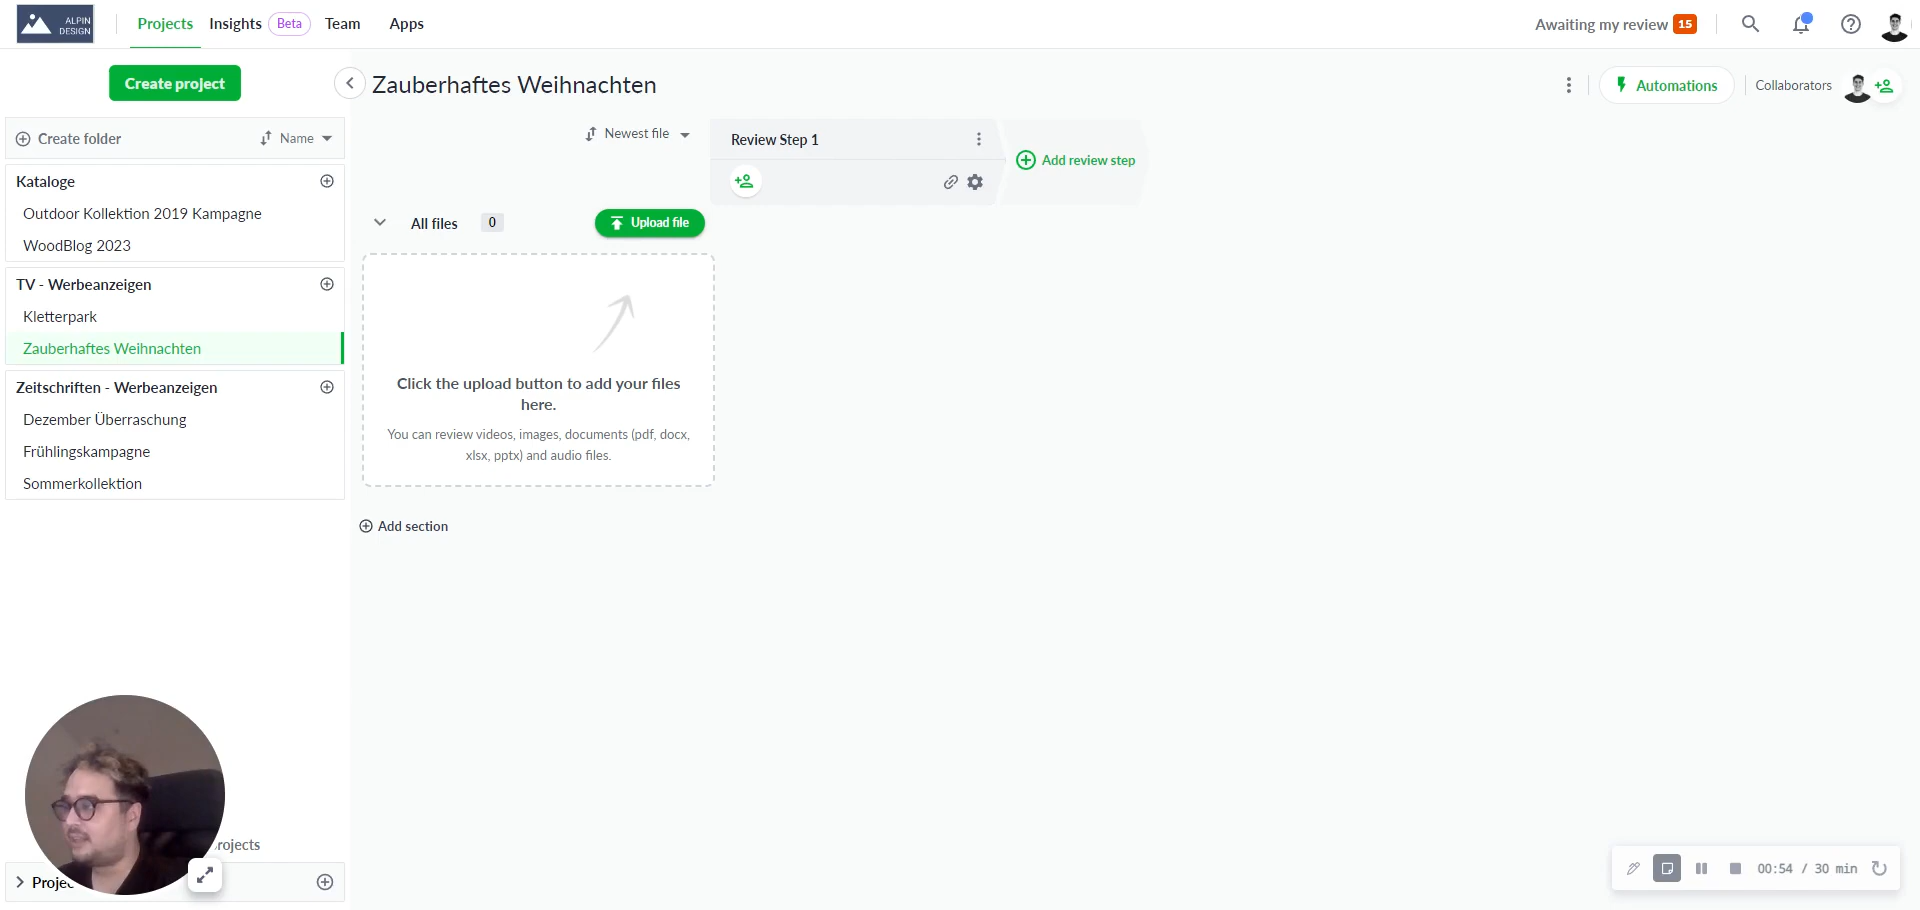 ALPIN
DESIGN
Projects
Insights
Beta
Team
Apps
Awaiting my review 15
Create project
Zauberhaftes Weihnachten
Automations
Collaborators
Create folder
Name
Newest file
Review Step 1
Add review step
Kataloge
Outdoor Kollektion 2019 Kampagne
WoodBlog 2023
All files 0
Upload file
TV - Werbeanzeigen
Kletterpark
Zauberhaftes Weihnachten
Click the upload button to add your files
here.
You can review videos, images, documents (pdf, docx,
xlsx, pptx) and audio files.
Zeitschriften - Werbeanzeigen
Dezember Überraschung
Frühlingskampagne
Sommerkollektion
Add section
00:54 / 30 min